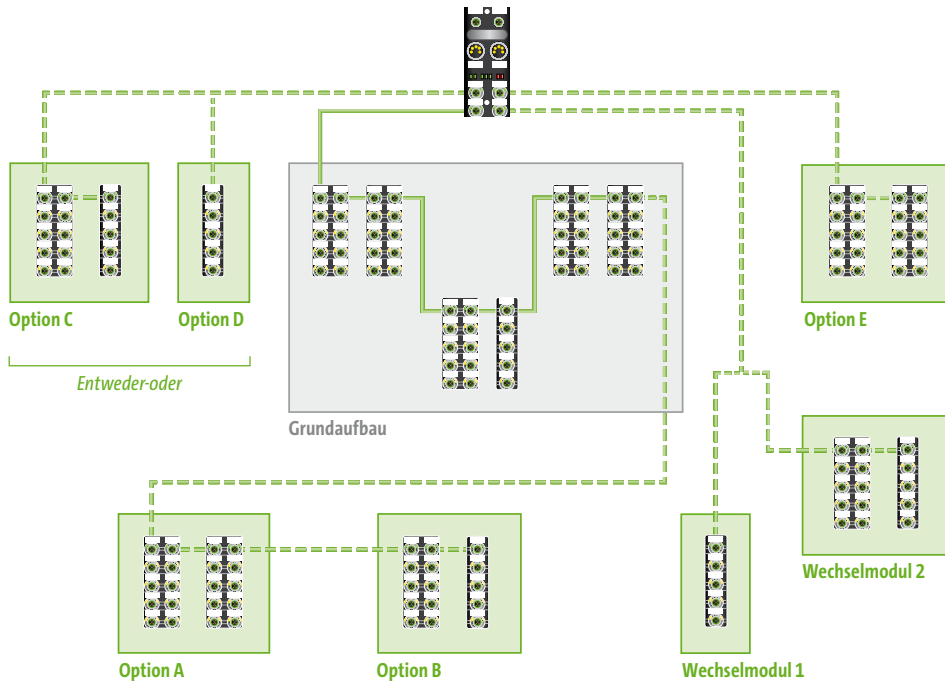 Option C
Option D
Option E
Entweder-oder
Grundaufbau
Wechselmodul 2
Option A
Option B
Wechselmodul 1